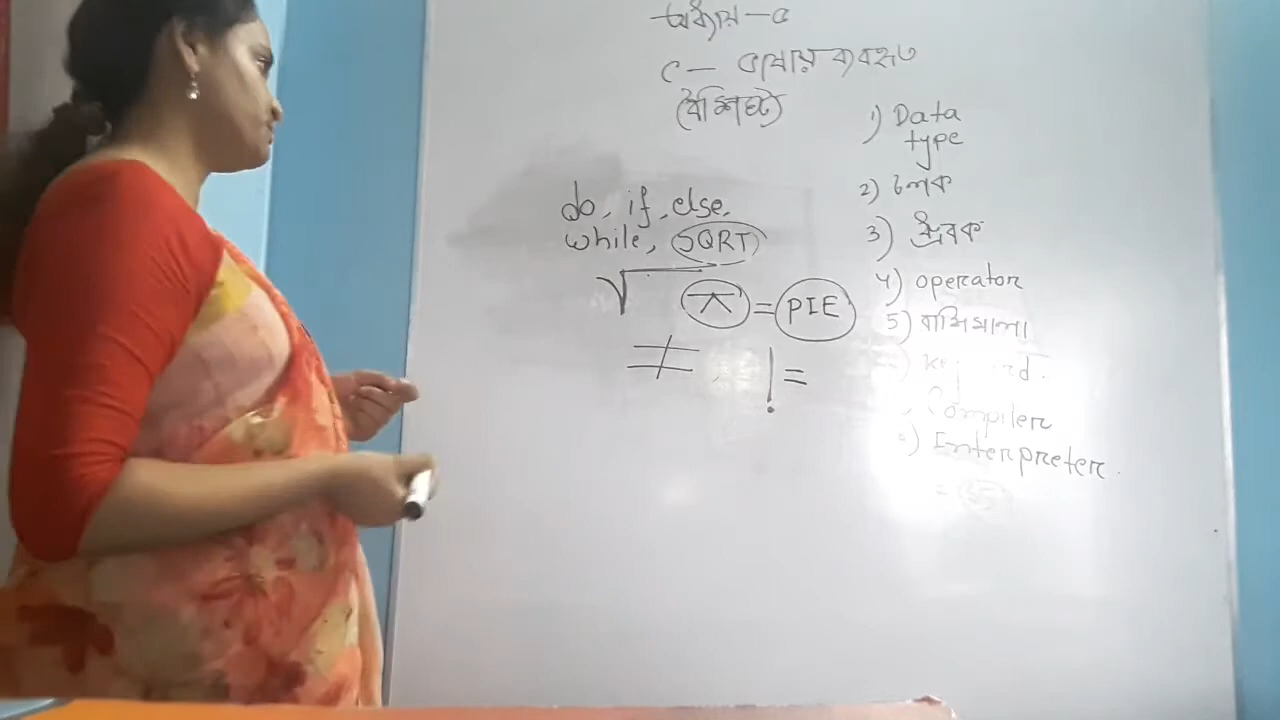 অধ্যায় - ৫
C - ভাষায় ব্যবহৃত
(বৈশিষ্ট্য)
do, if, else,
while, SQRT
√
π = PIE
≠, !=
1) Data
type
2) চলক
3) ধ্রুবক
4) operator
5) রাশিমালা
Compiler
Interpreter